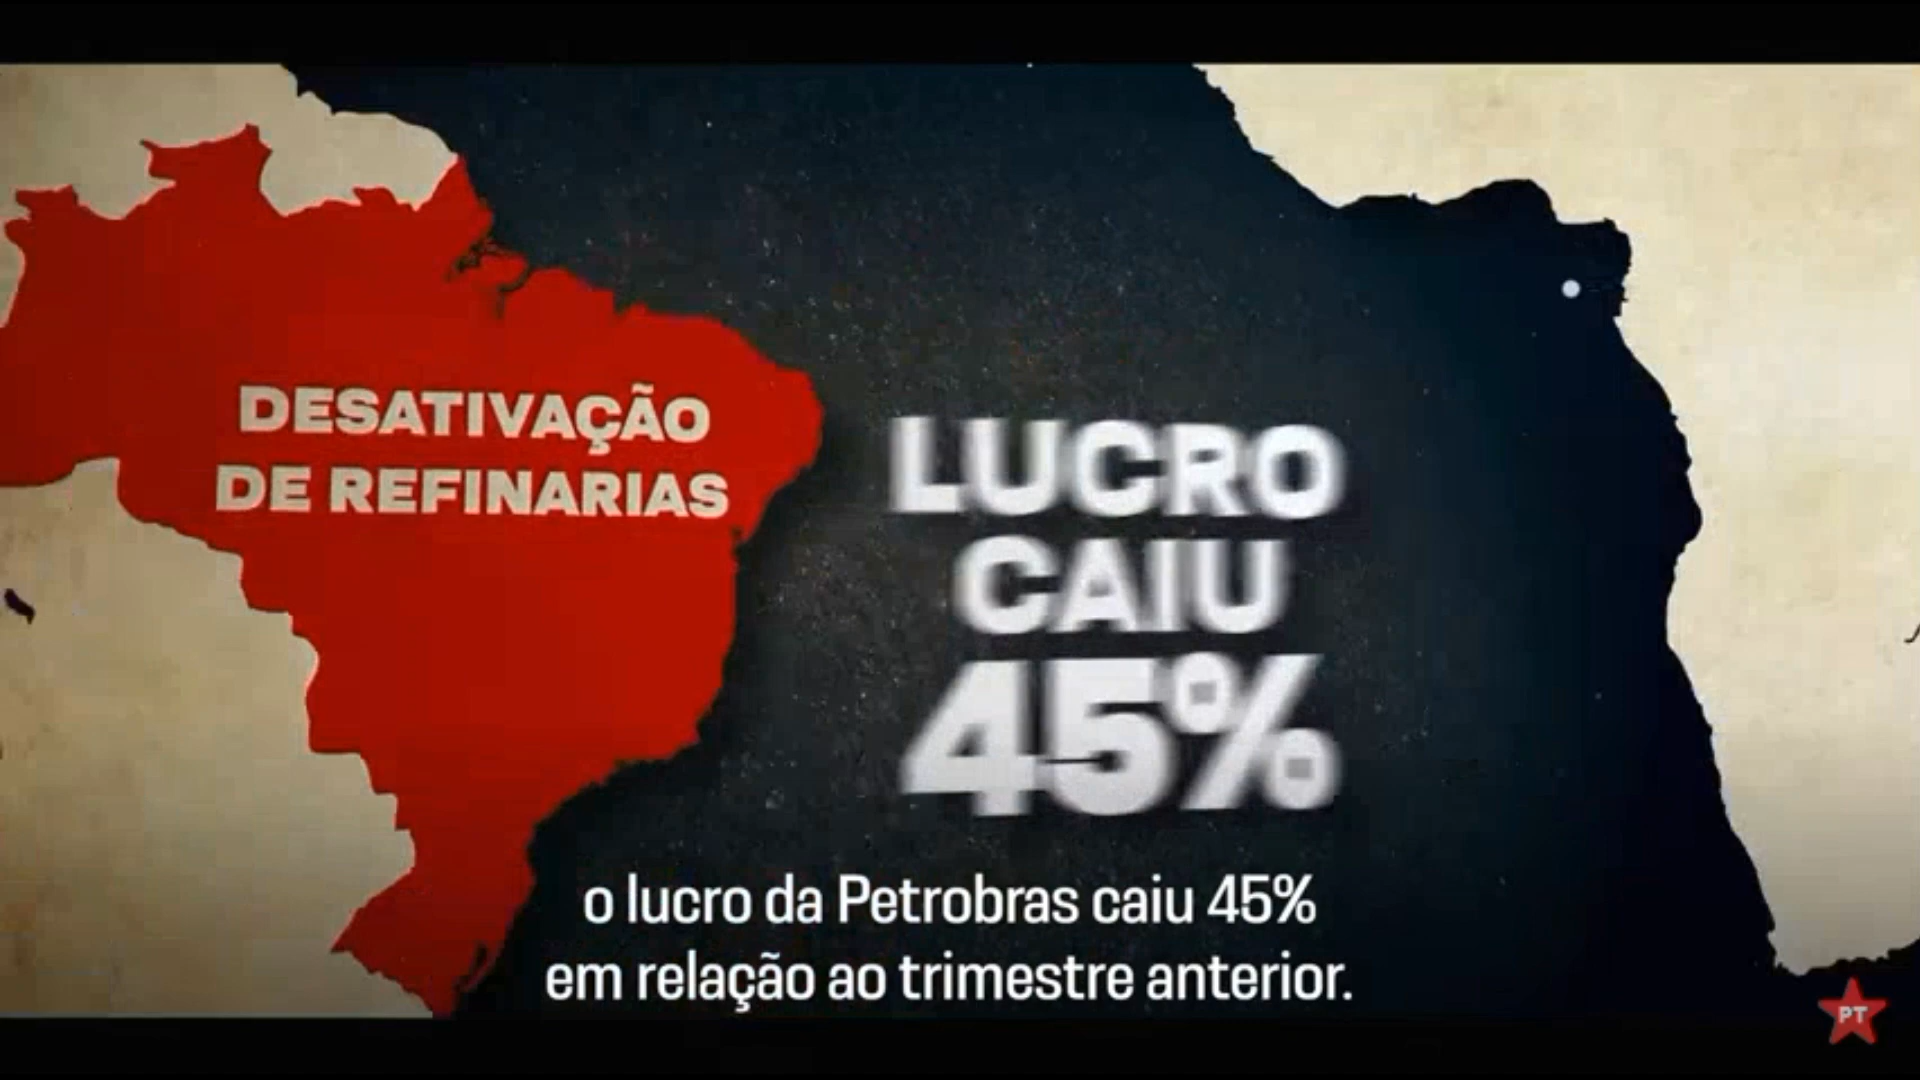 DESATIVAÇÃO
DE REFINARIAS
LUCRO
CAIU
45%
o lucro da Petrobras caiu 45%
em relação ao trimestre anterior.
PT